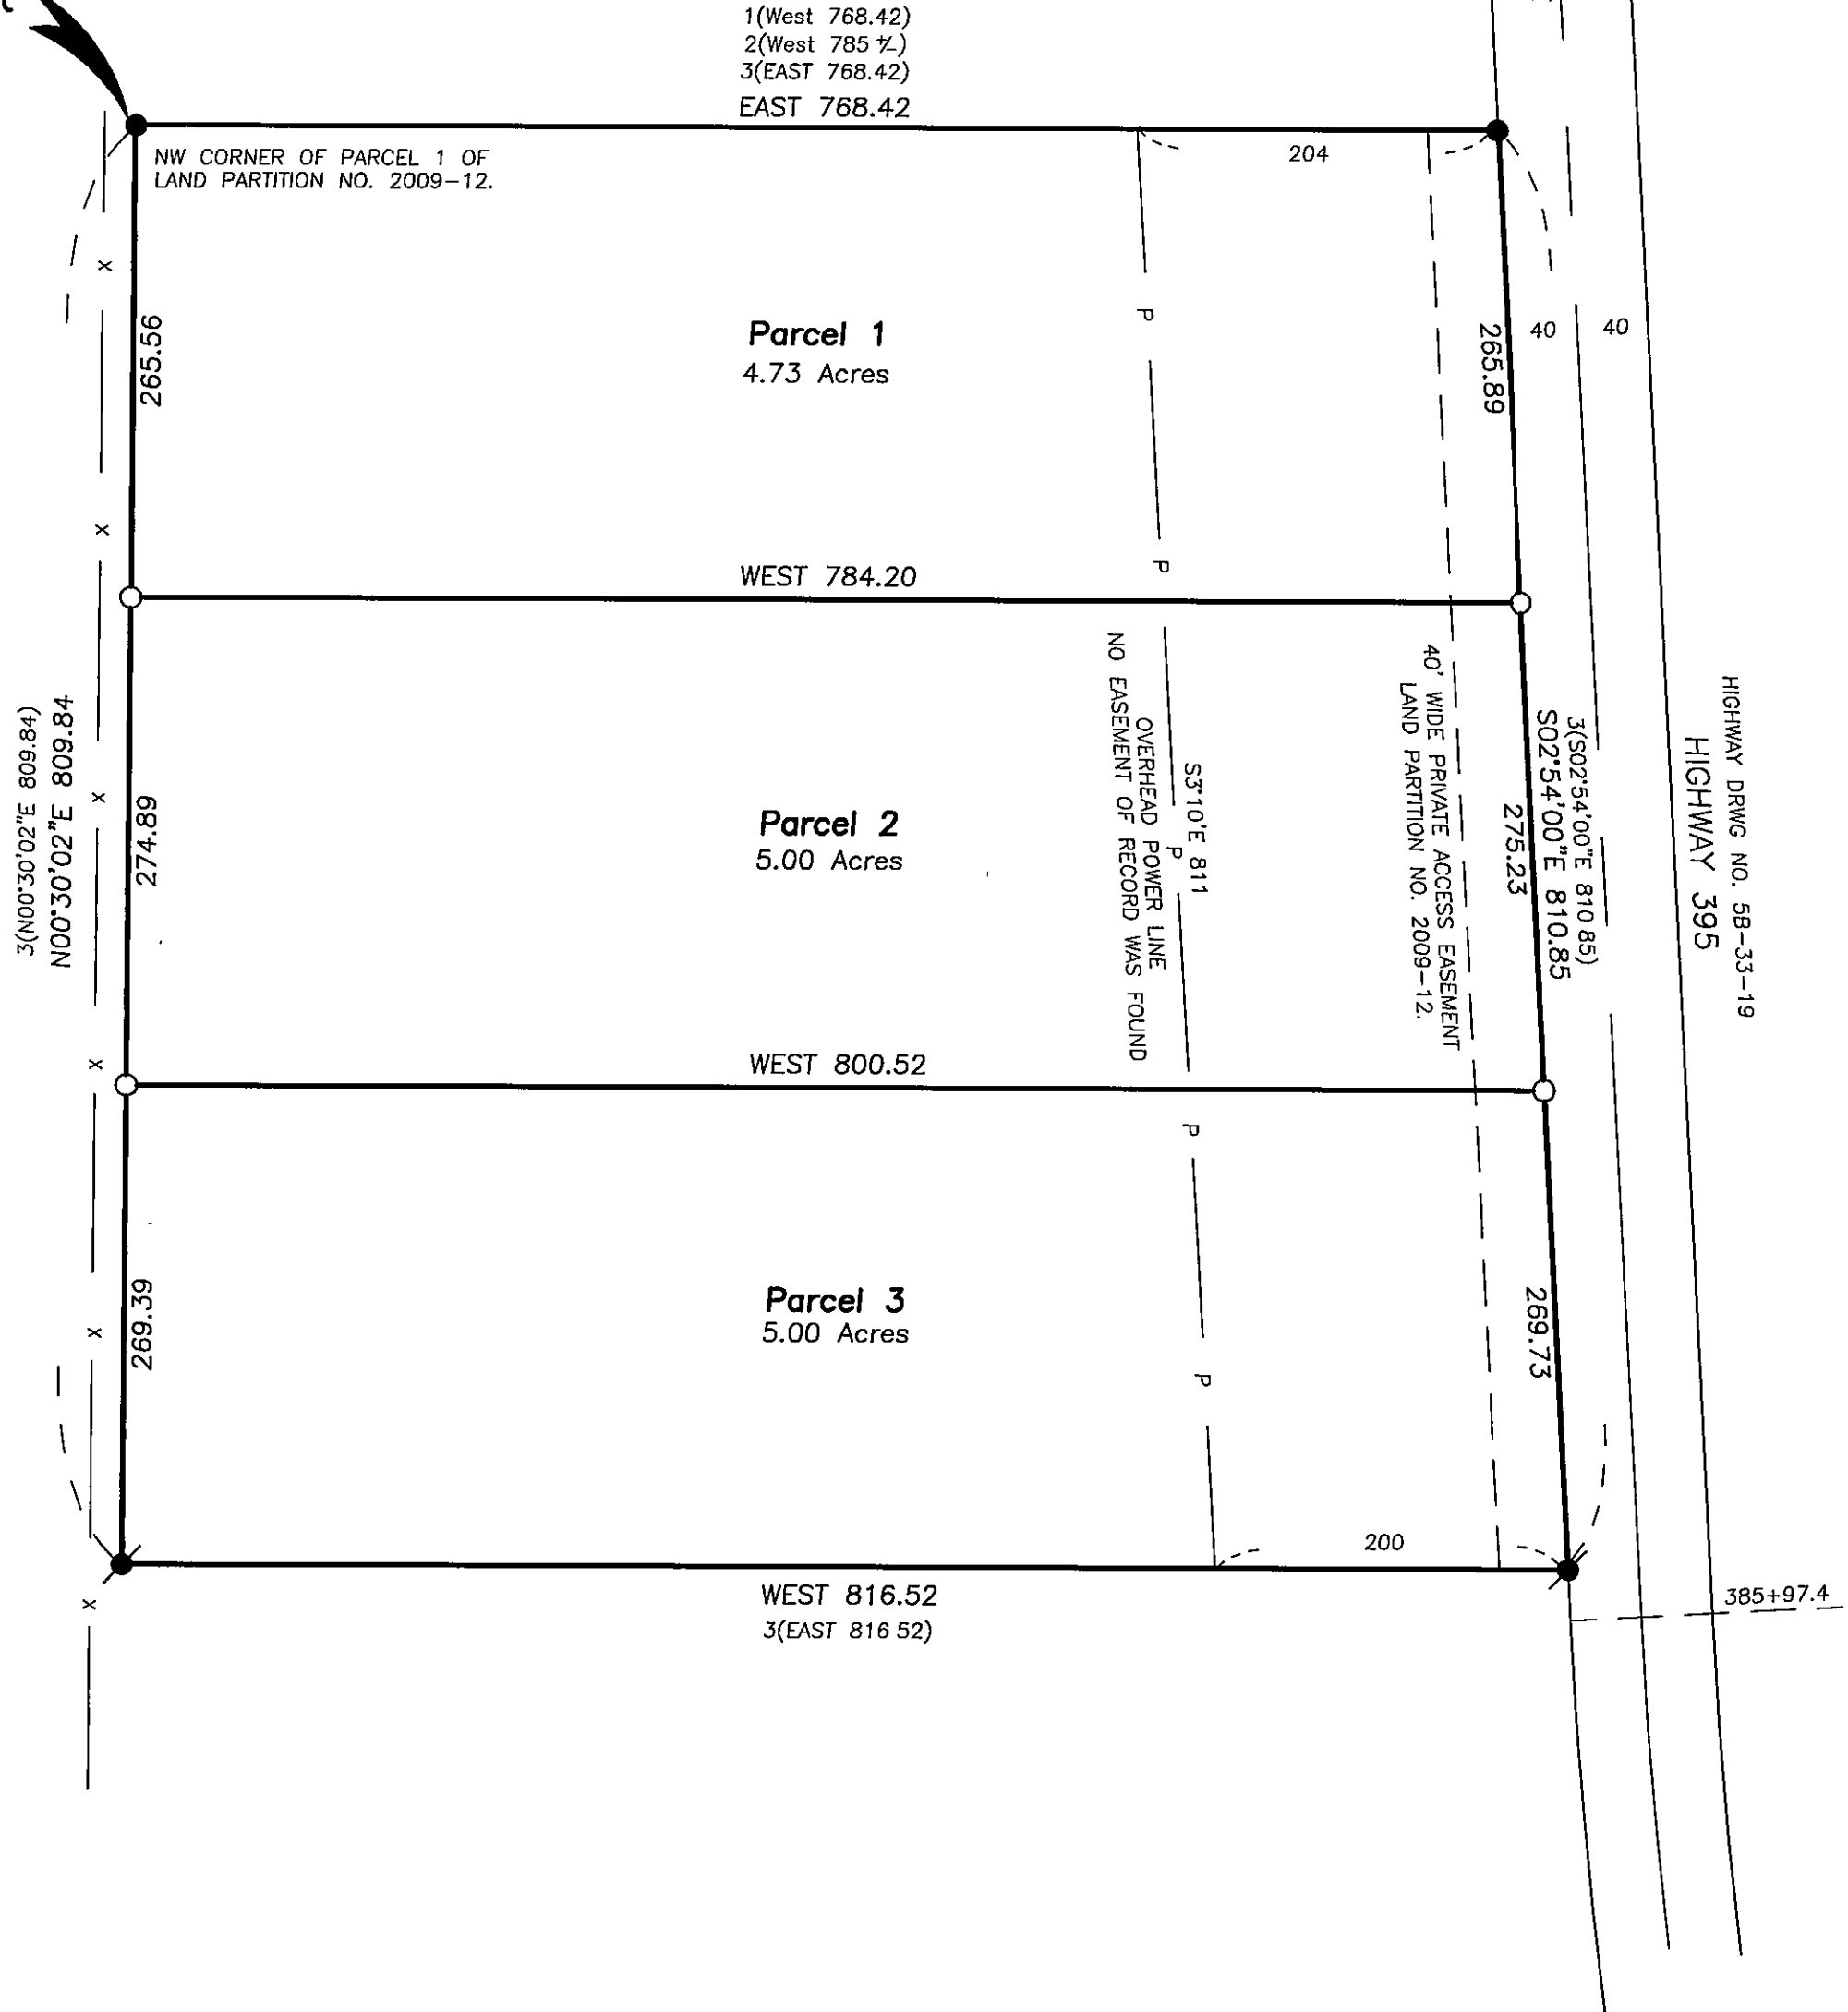 1(West 768.42)
2(West 785 +/-)
3(EAST 768.42)
EAST 768.42
NW CORNER OF PARCEL 1 OF
LAND PARTITION NO. 2009-12.
204
265.56
Parcel 1
4.73 Acres
P
265.89
40
40
X
X
P
WEST 784.20
3(N00°30'02"E 809.84)
N00°30'02"E 809.84
X
274.89
Parcel 2
5.00 Acres
NO EASEMENT OF RECORD WAS FOUND
OVERHEAD POWER LINE
P
S3°10'E 811
LAND PARTITION NO. 2009-12.
40' WIDE PRIVATE ACCESS EASEMENT
275.23
S02°54'00"E 810.85
3(S02°54'00"E 810 85)
HIGHWAY 395
HIGHWAY DRWG NO. 5B-33-19
X
WEST 800.52
P
X
269.39
Parcel 3
5.00 Acres
P
269.73
200
WEST 816.52
3(EAST 816 52)
X
385+97.4